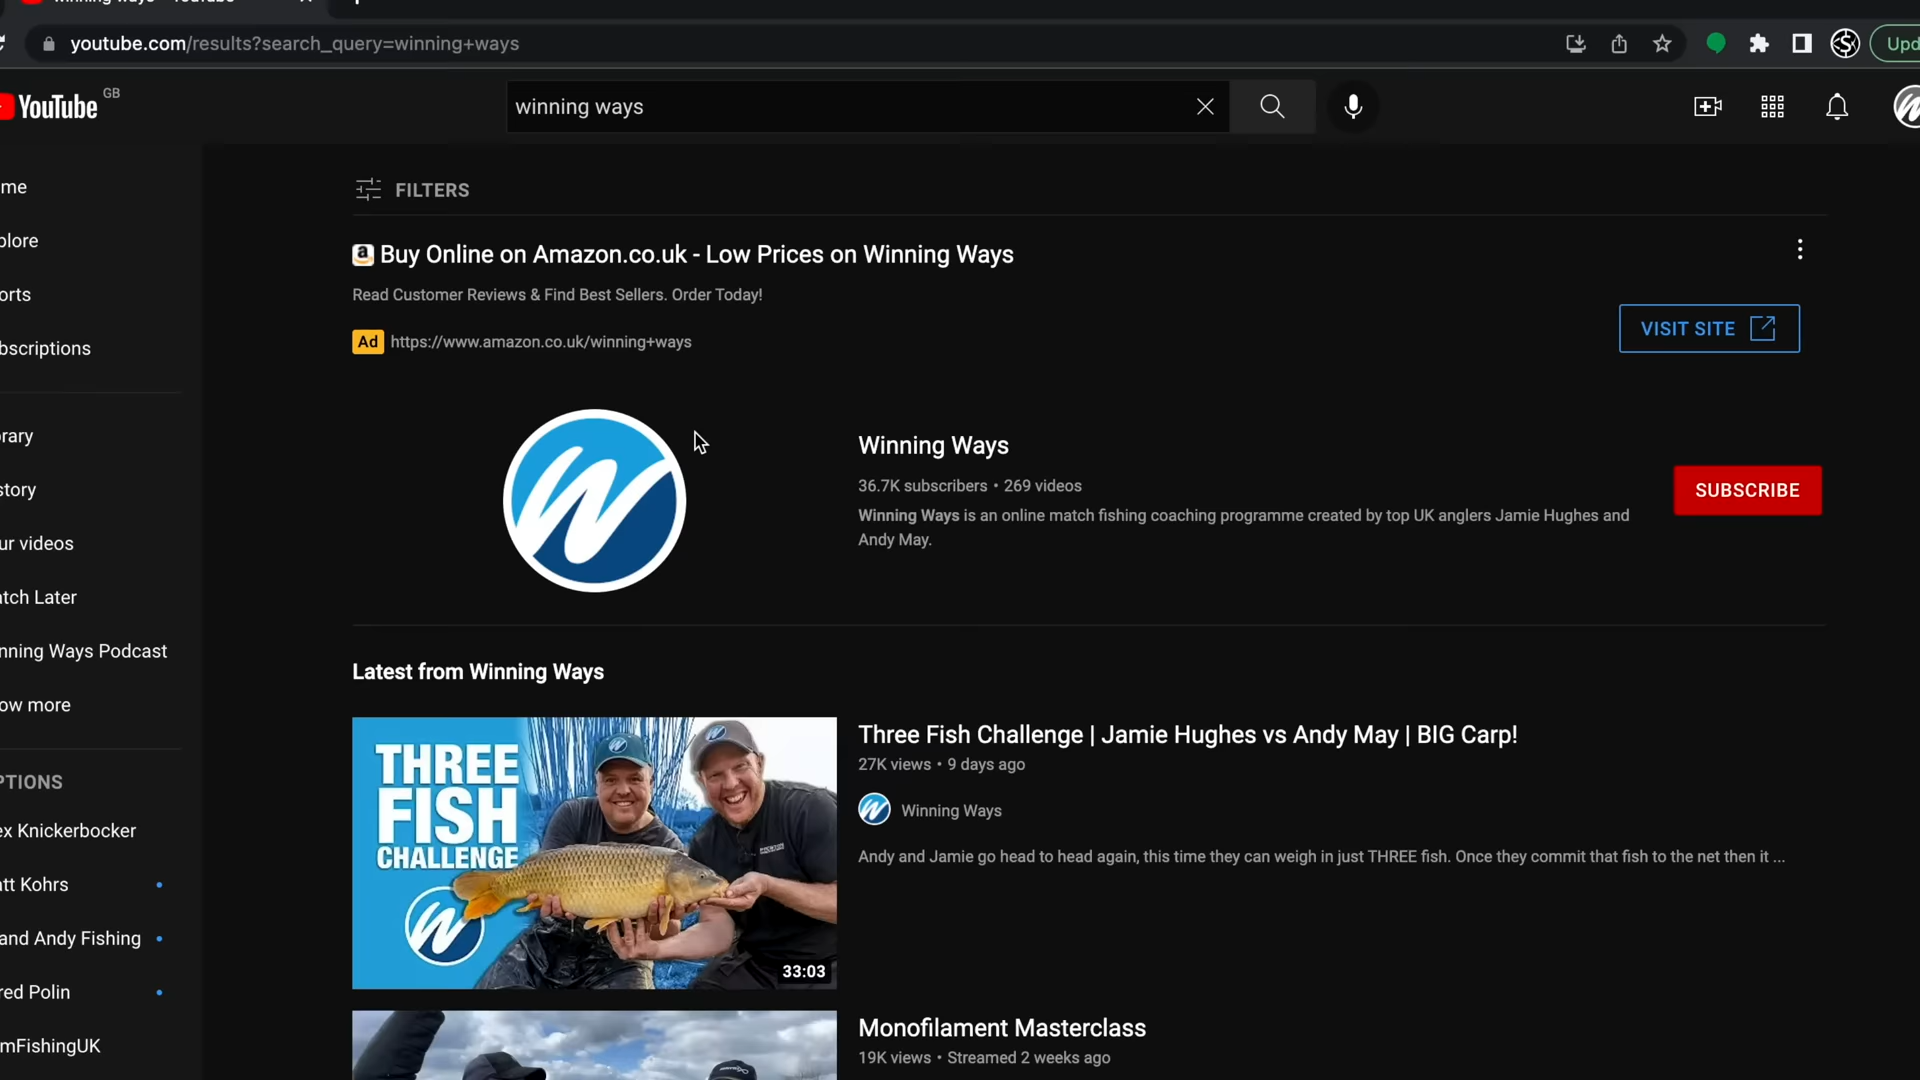 youtube.com/results?search_query=winning+ways
Upd
YouTube GB
winning ways
me
plore
orts
bscriptions
rary
story
ur videos
atch Later
nning Ways Podcast
ow more
PTIONS
ex Knickerbocker
att Kohrs
and Andy Fishing
red Polin
mFishingUK
FILTERS
Buy Online on Amazon.co.uk - Low Prices on Winning Ways
Read Customer Reviews & Find Best Sellers. Order Today!
Ad https://www.amazon.co.uk/winning+ways
VISIT SITE
Winning Ways
36.7K subscribers • 269 videos
Winning Ways is an online match fishing coaching programme created by top UK anglers Jamie Hughes and
Andy May.
SUBSCRIBE
Latest from Winning Ways
THREE
FISH
CHALLENGE
33:03
Three Fish Challenge | Jamie Hughes vs Andy May | BIG Carp!
27K views • 9 days ago
Winning Ways
Andy and Jamie go head to head again, this time they can weigh in just THREE fish. Once they commit that fish to the net then it ...
Monofilament Masterclass
19K views • Streamed 2 weeks ago